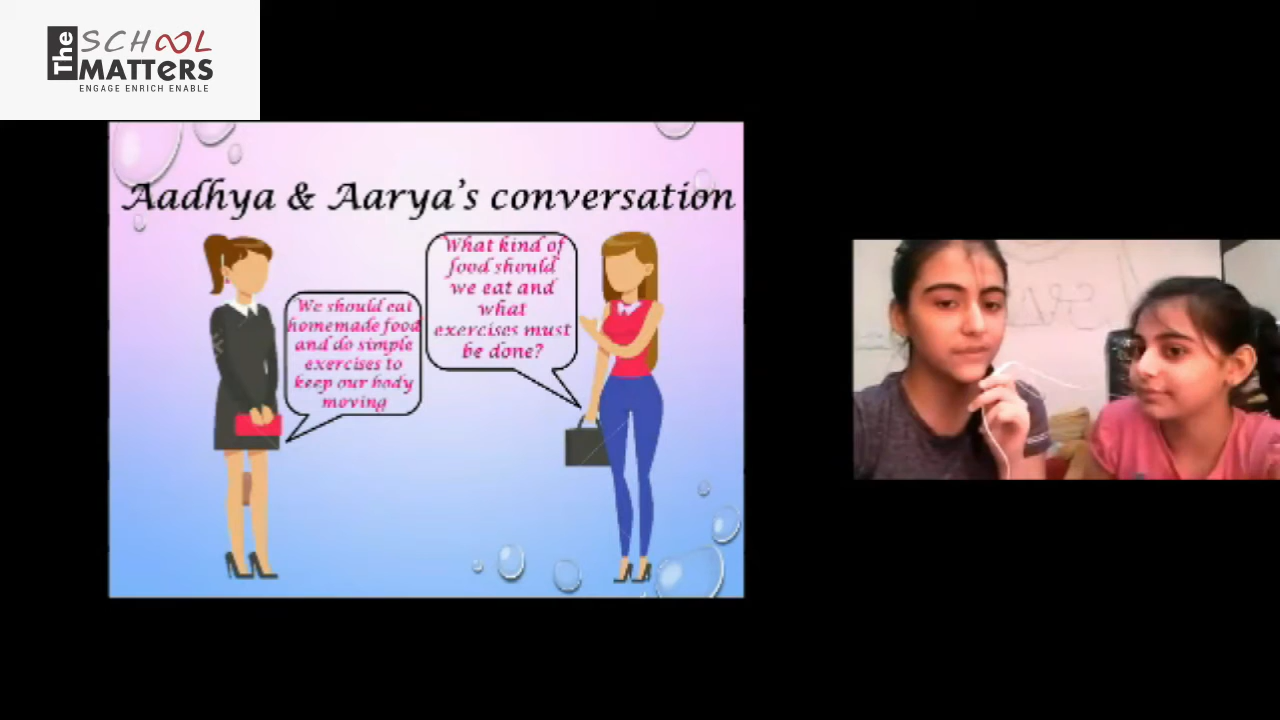 The
SCHOOL
MATTERS
ENGAGE ENRICH ENABLE
Aadhya & Aarya's conversation
What kind of
food should
we eat and
what
exercises must
be done?
We should eat
homemade food
and do simple
exercises to
keep our body
moving